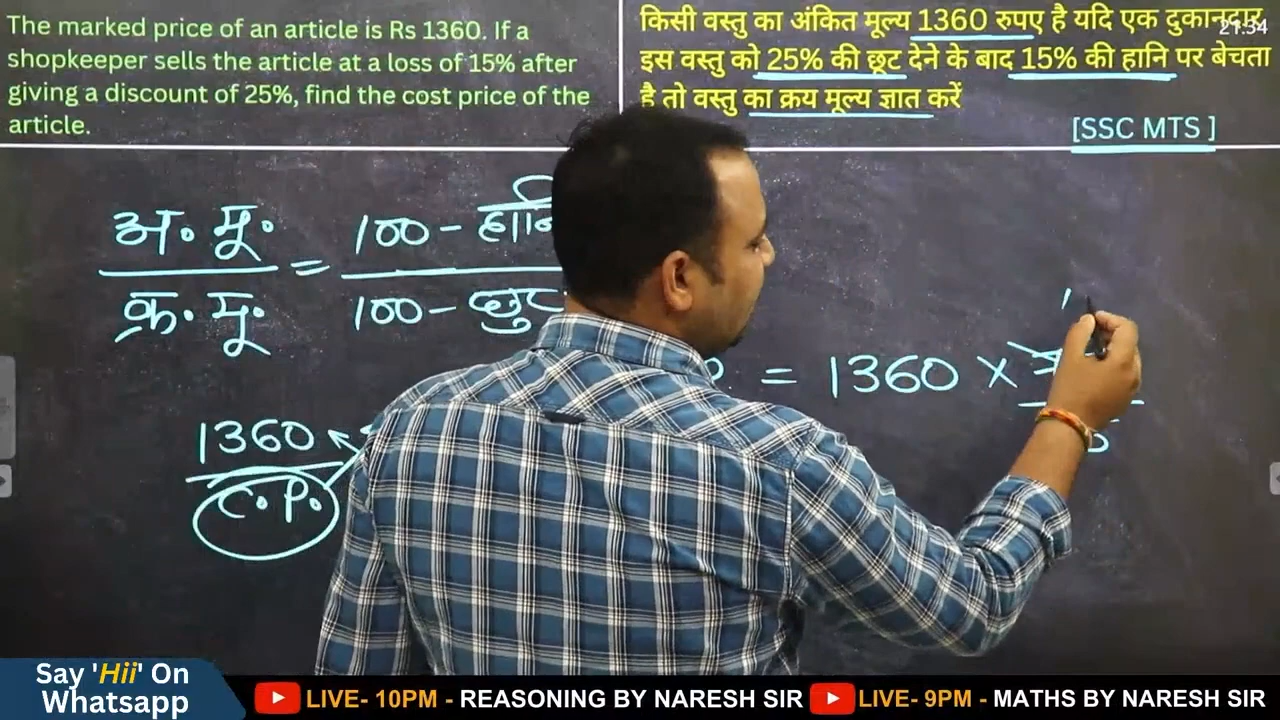 The marked price of an article is Rs 1360. If a
shopkeeper sells the article at a loss of 15% after
giving a discount of 25%, find the cost price of the
article.
किसी वस्तु का अंकित मूल्य 1360 रुपए है यदि एक दुकानदार
21:34
इस वस्तु को 25% की छूट देने के बाद 15% की हानि पर बेचता
है तो वस्तु का क्रय मूल्य ज्ञात करें
[SSC MTS ]
अ. मू. = 100 - हानि
क्र. मू. 100 - छुट
= 1360 ×
1360
C.P.
Say 'Hii' On
Whatsapp
LIVE- 10PM - REASONING BY NARESH SIR
LIVE- 9PM - MATHS BY NARESH SIR